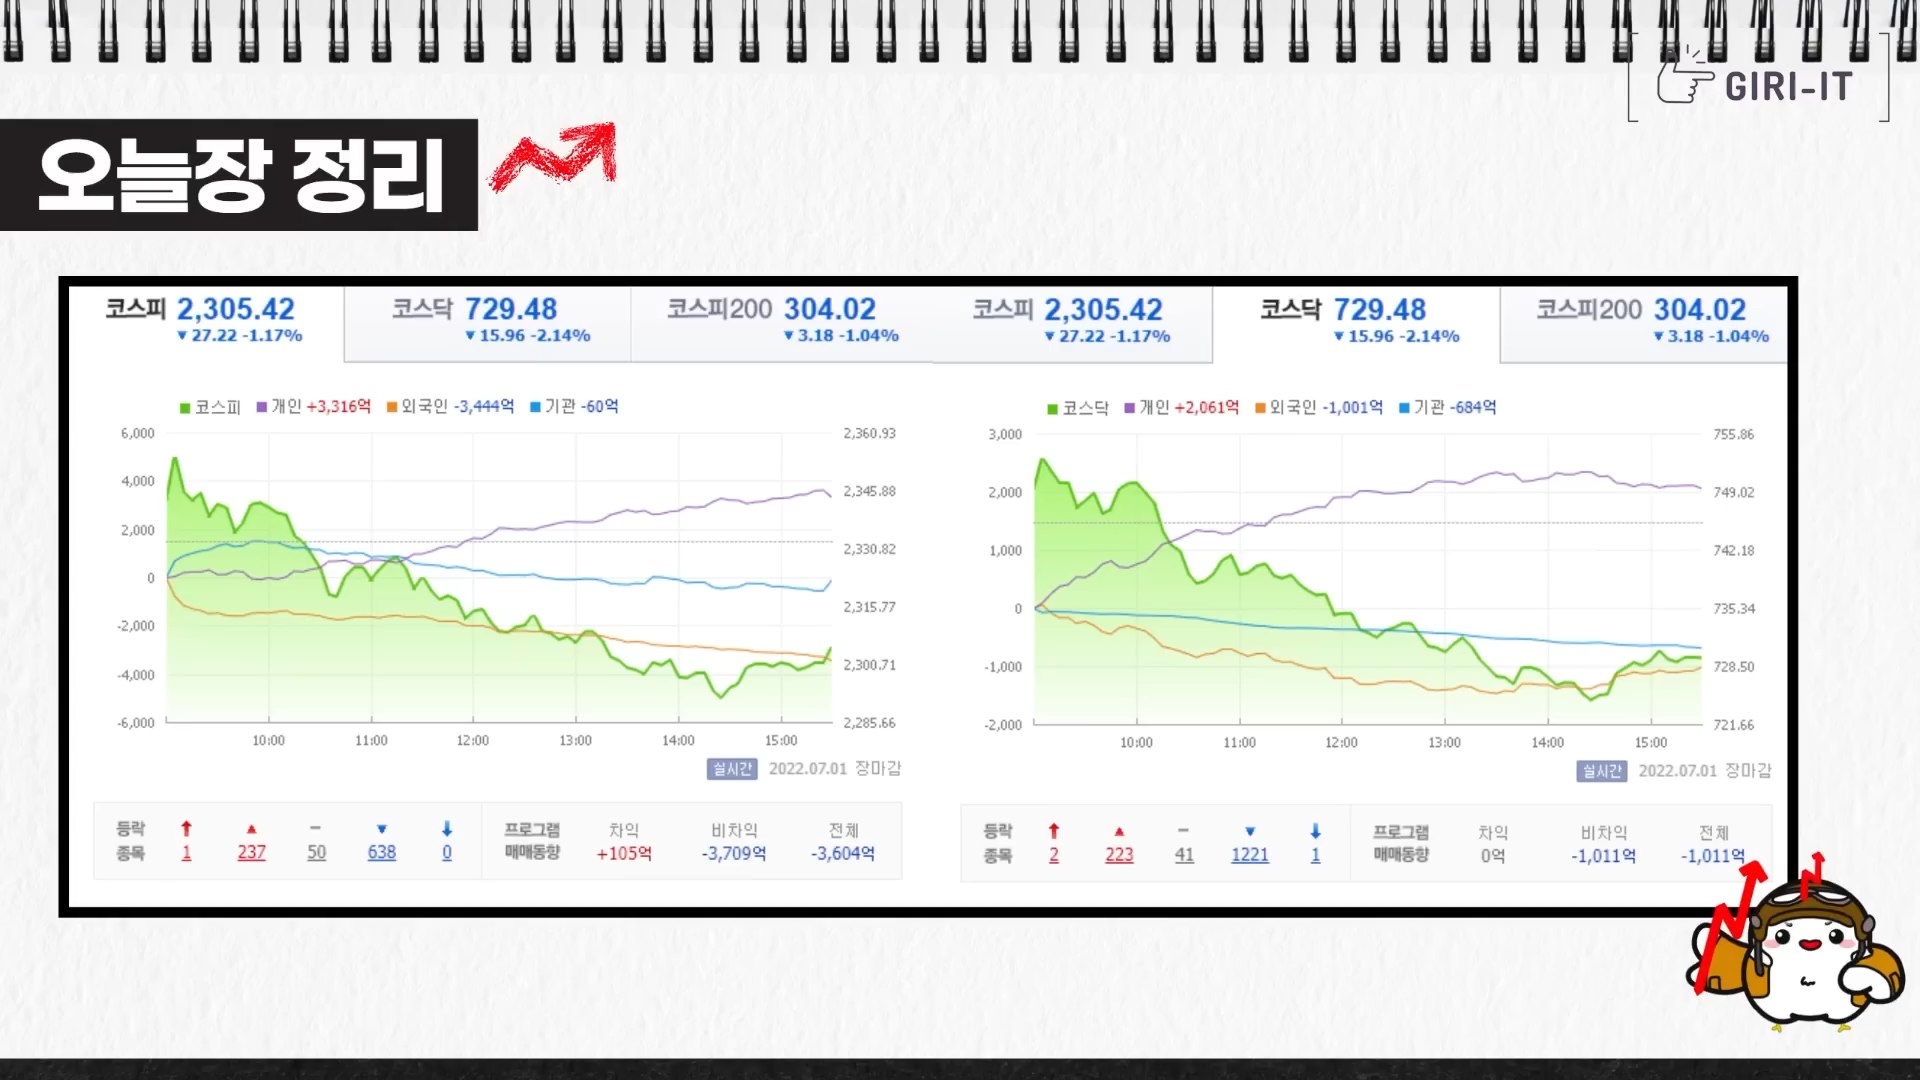 GIRI-IT
오늘장 정리
코스피 2,305.42 코스닥 729.48 코스피200 304.02
▼27.22 -1.17% ▼15.96 -2.14% ▼3.18 -1.04%
■코스피 ■개인 +3,316억 ■외국인 -3,444억 ■기관 -60억
6,000 2,360.93
4,000 2,345.88
2,000 2,330.82
0 2,315.77
-2,000 2,300.71
-4,000 2,285.66
-6,000
10:00 11:00 12:00 13:00 14:00 15:00
실시간 2022.07.01 장마감
등락 종목 ↑ ▲ - ▼ ↓
1 237 50 638 0
프로그램 매매동향 차익 비차익 전체
+105억 -3,709억 -3,604억
코스피 2,305.42 코스닥 729.48 코스피200 304.02
▼27.22 -1.17% ▼15.96 -2.14% ▼3.18 -1.04%
■코스닥 ■개인 +2,061억 ■외국인 -1,001억 ■기관 -684억
3,000 755.86
2,000 749.02
1,000 742.18
0 735.34
-1,000 728.50
-2,000 721.66
10:00 11:00 12:00 13:00 14:00 15:00
실시간 2022.07.01 장마감
등락 종목 ↑ ▲ - ▼ ↓
2 223 41 1221 1
프로그램 매매동향 차익 비차익 전체
0억 -1,011억 -1,011억